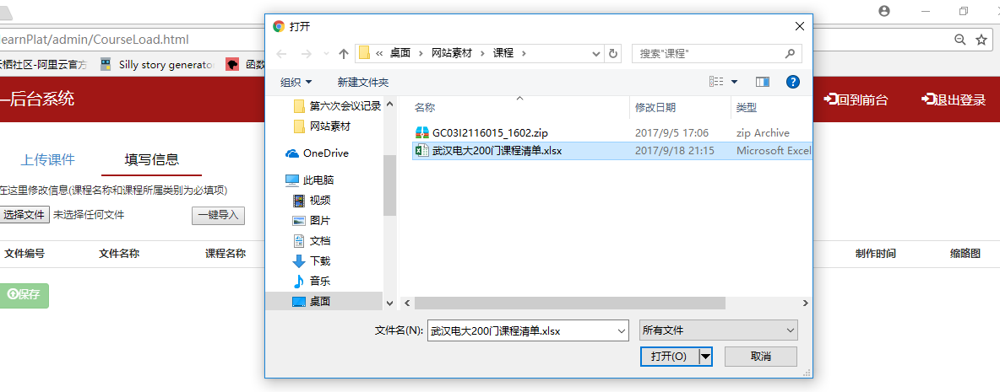 打开
earnPlat/admin/CourseLoad.html
« 桌面 > 网站素材 > 课程 >
搜索"课程"
栖社区-阿里云官方
Silly story generator
函数
组织
新建文件夹
—后台系统
回到前台
退出登录
第六次会议记录
网站素材
OneDrive
此电脑
视频
图片
文档
下载
音乐
桌面
名称
修改日期
类型
GC03I2116015_1602.zip
2017/9/5 17:06
zip Archive
武汉电大200门课程清单.xlsx
2017/9/18 21:15
Microsoft Excel
上传课件
填写信息
在这里修改信息(课程名称和课程所属类别为必填项)
选择文件 未选择任何文件
一键导入
文件编号
文件名称
课程名称
制作时间
缩略图
保存
文件名(N):
武汉电大200门课程清单.xlsx
所有文件
打开(O)
取消